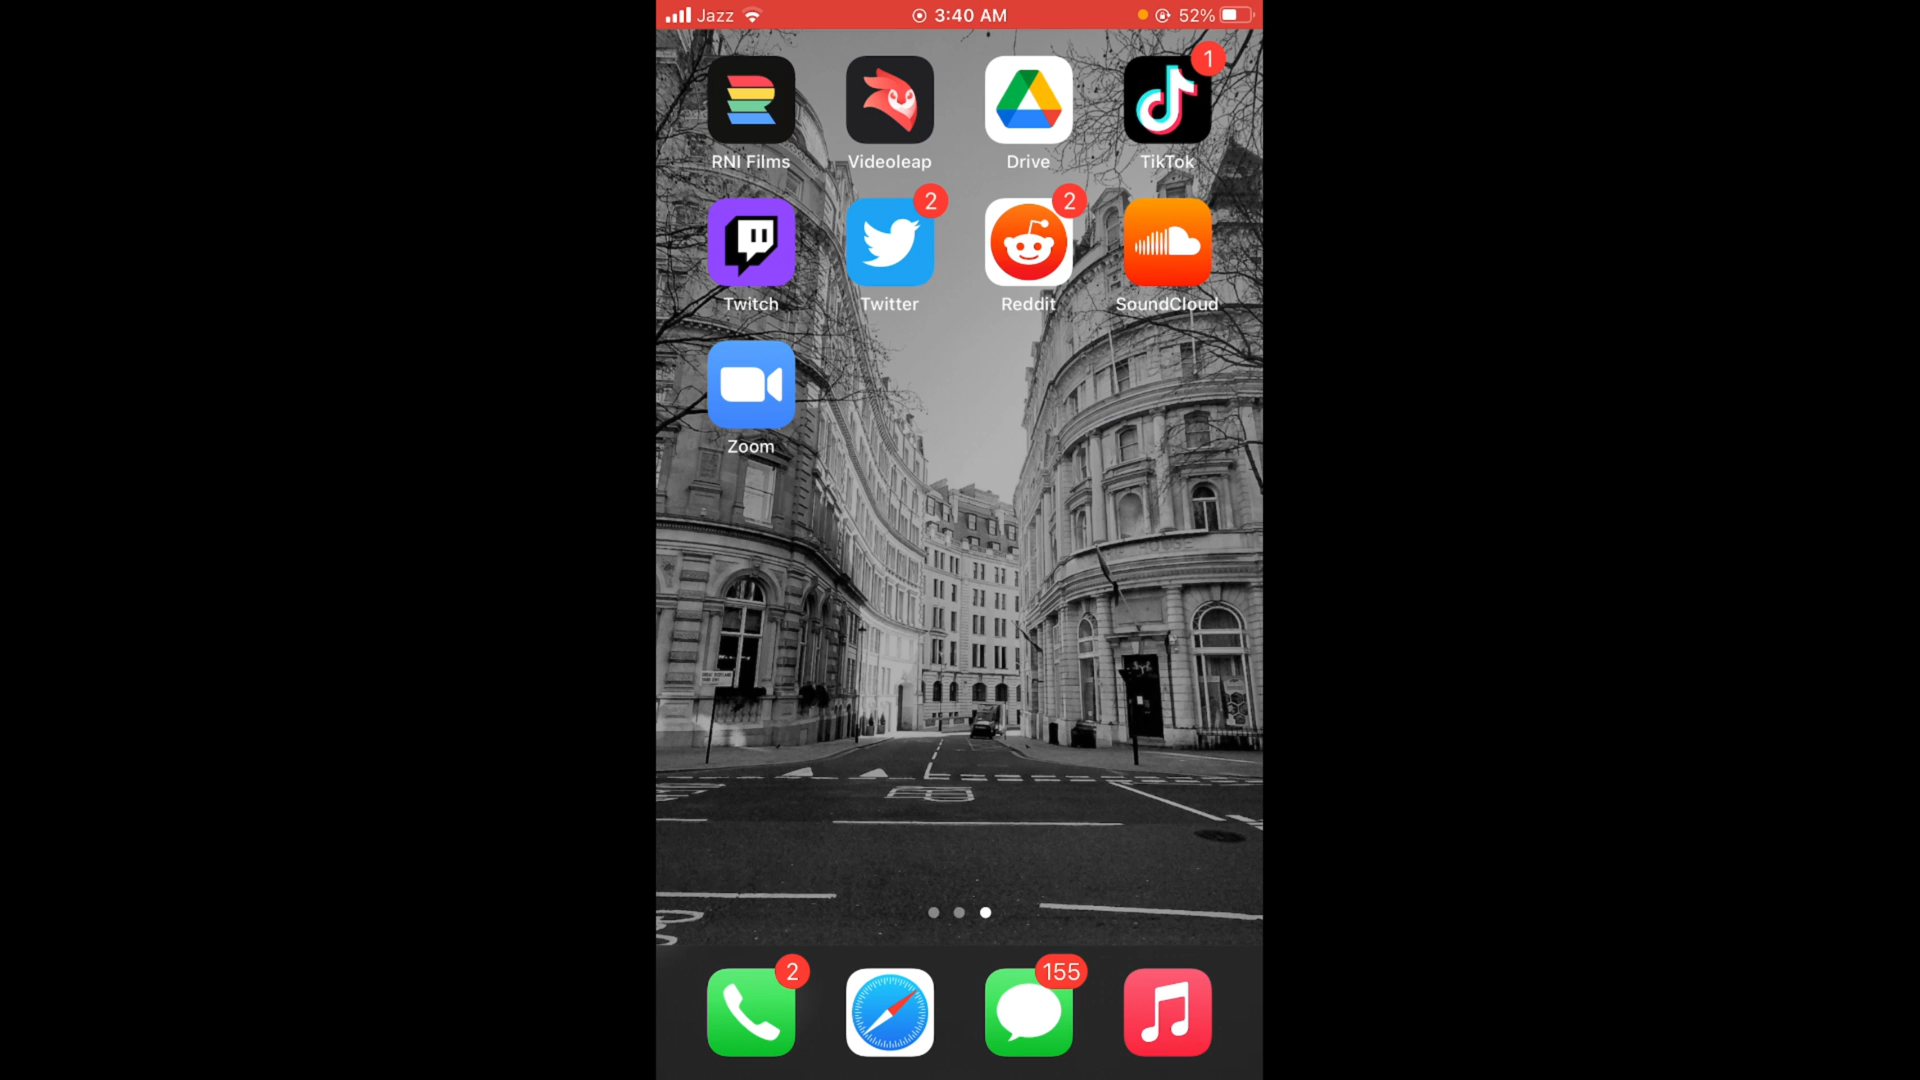 Jazz 3:40 AM 52%
1
RNI Films Videoleap Drive TikTok
2 2
Twitch Twitter Reddit SoundCloud
Zoom
2 155